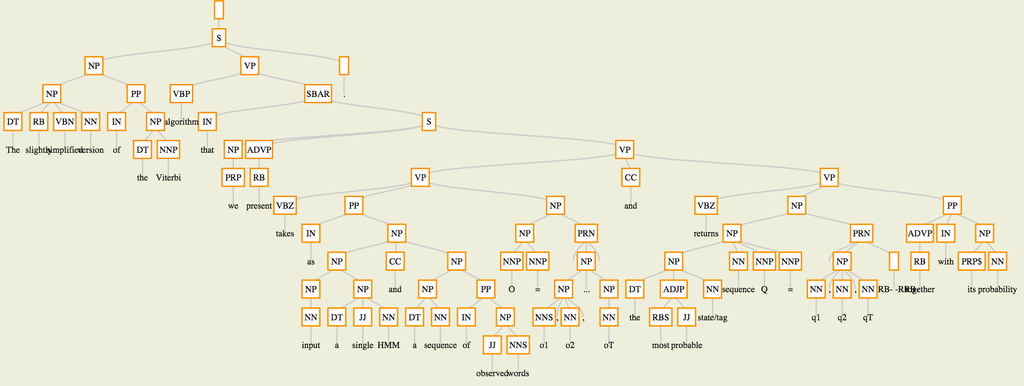 S
NP VP
NP PP VBP SBAR .
DT RB VBN NN IN NP algorithm IN S
The slightly simplified version of DT NNP that NP ADVP VP
the Viterbi PRP RB VP CC VP
we present VBZ PP NP and VBZ NP PP
takes IN NP NP PRN returns NP PRN ADVP IN NP
as NP CC NP NNP NNP NP NP NN NNP NNP NP RB with PRP$ NN
NP NP and NP PP O = NP ... NP DT ADJP NN sequence Q = NN , NN , NN -RRB- together its probability
NN DT JJ NN DT NN IN NP NNS , NN , NN the RBS JJ state/tag q1 q2 qT
input a single HMM a sequence of JJ NNS o1 o2 oT most probable
observed words